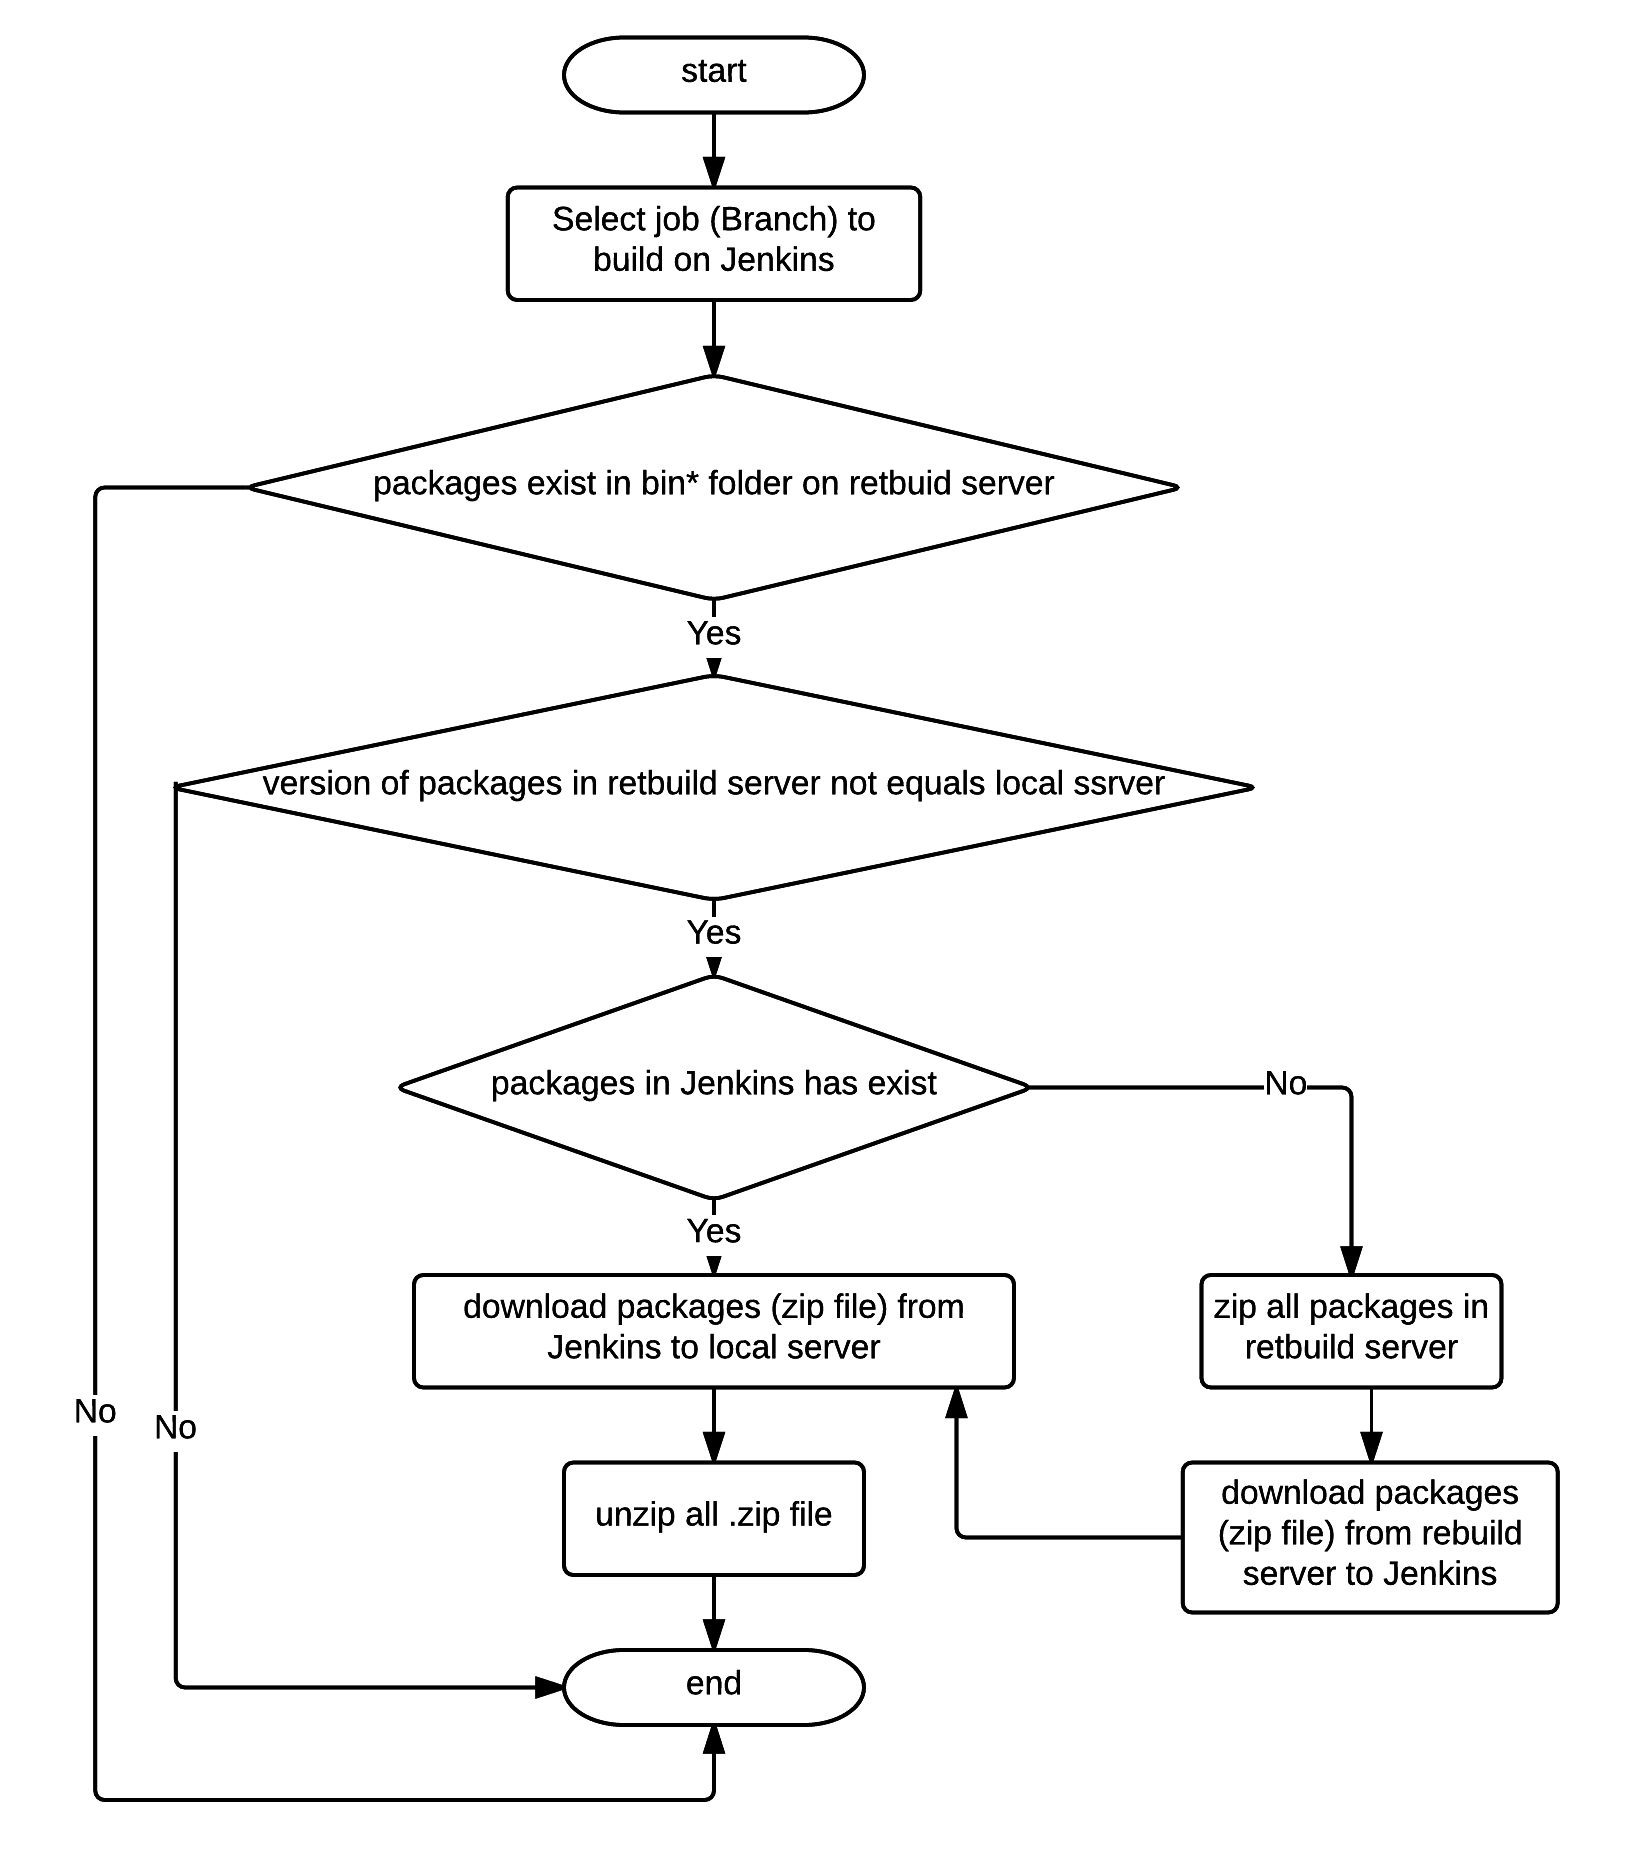 start
Select job (Branch) to
build on Jenkins
packages exist in bin* folder on retbuid server
Yes
version of packages in retbuild server not equals local ssrver
Yes
packages in Jenkins has exist
No
Yes
download packages (zip file) from
Jenkins to local server
zip all packages in
retbuild server
No
No
unzip all .zip file
download packages
(zip file) from rebuild
server to Jenkins
end